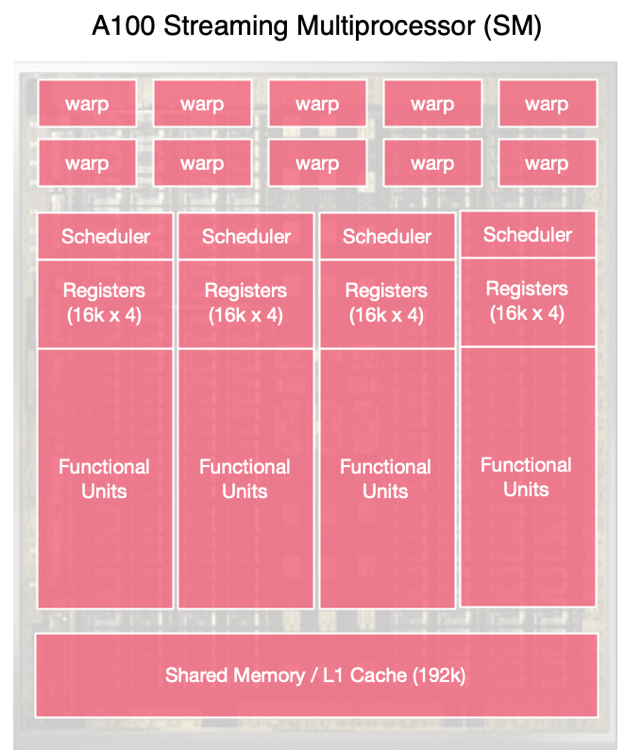 A100 Streaming Multiprocessor (SM)
warp warp warp warp warp
warp warp warp warp warp
Scheduler Scheduler Scheduler Scheduler
Registers Registers Registers Registers
(16k x 4) (16k x 4) (16k x 4) (16k x 4)
Functional Functional Functional Functional
Units Units Units Units
Shared Memory / L1 Cache (192k)